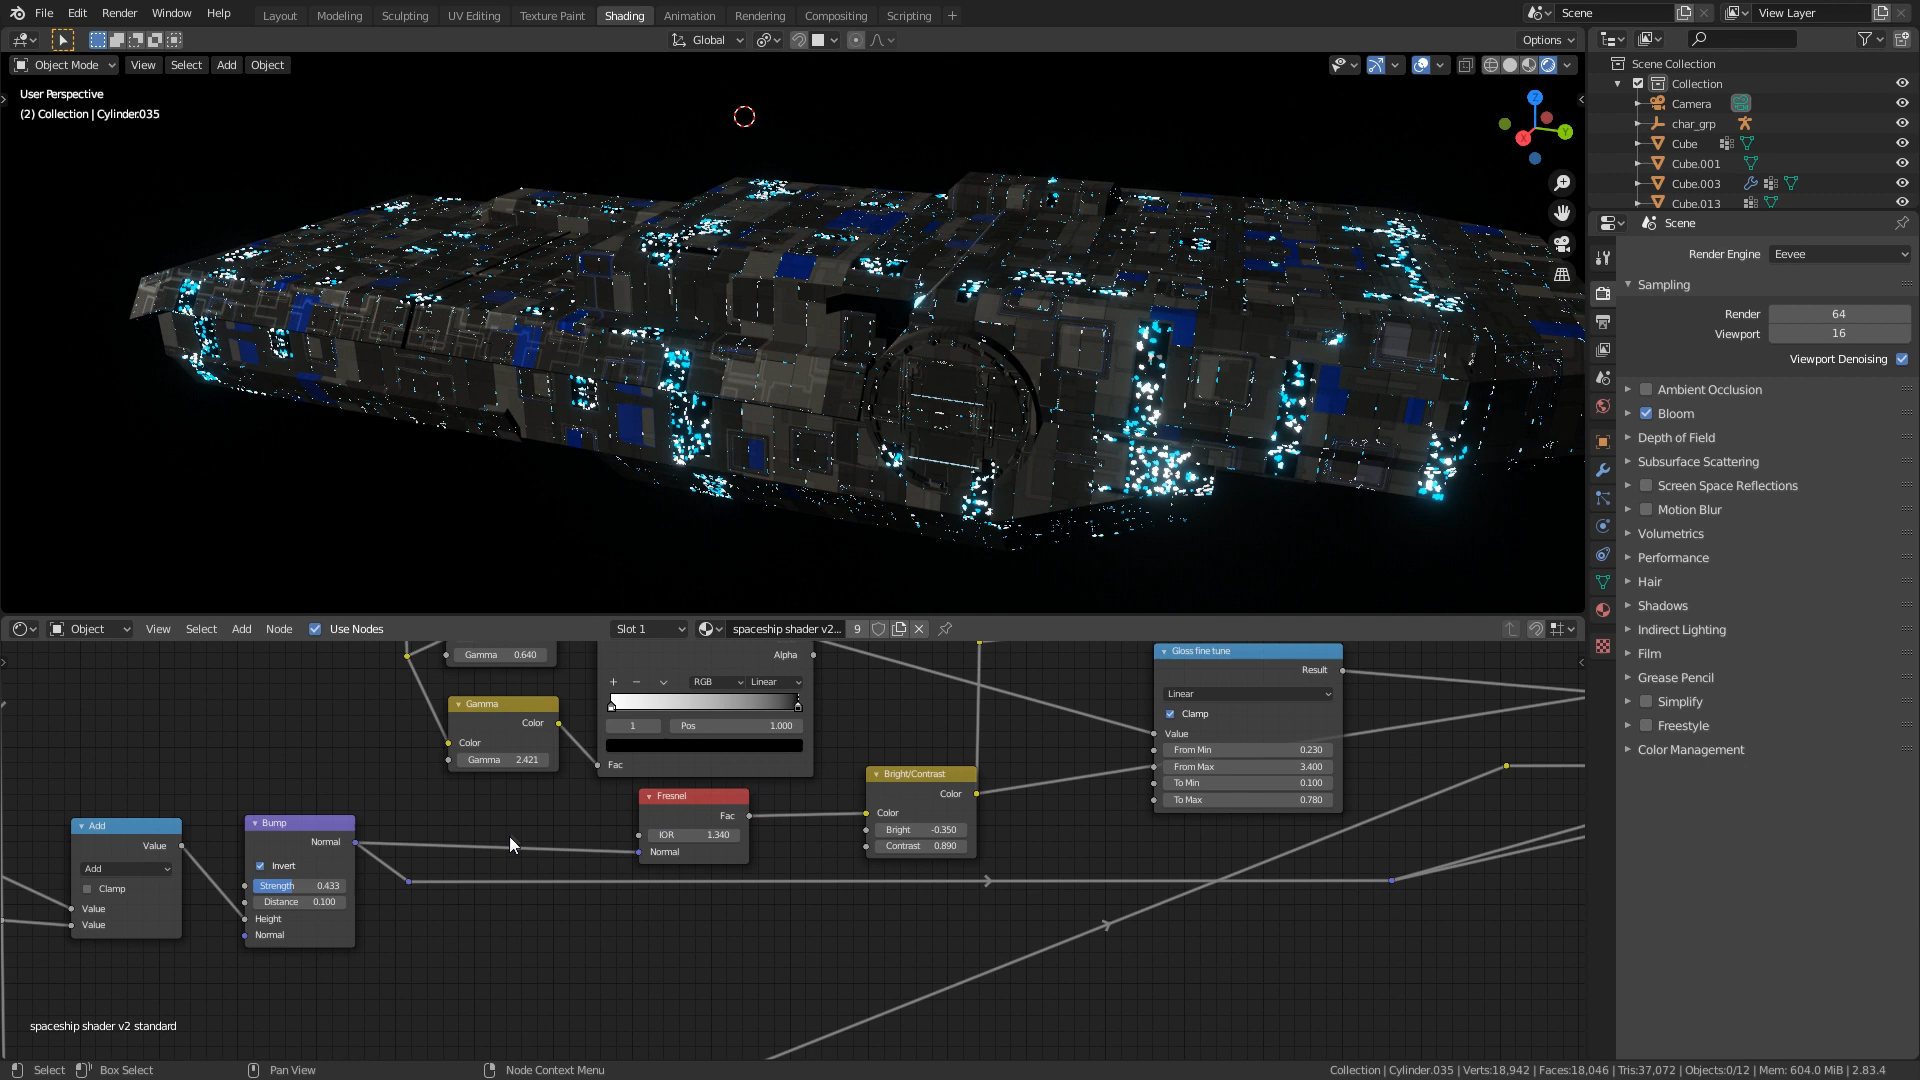 File Edit Render Window Help Layout Modeling Sculpting UV Editing Texture Paint Shading Animation Rendering Compositing Scripting + Scene View Layer
Global Options
Object Mode View Select Add Object
User Perspective
(2) Collection | Cylinder.035
Z
Y
X
Scene Collection
Collection
Camera
char_grp
Cube
Cube.001
Cube.003
Cube.013
Scene
Render Engine Eevee
Sampling
Render 64
Viewport 16
Viewport Denoising
Ambient Occlusion
Bloom
Depth of Field
Subsurface Scattering
Screen Space Reflections
Motion Blur
Volumetrics
Performance
Hair
Shadows
Indirect Lighting
Film
Grease Pencil
Simplify
Freestyle
Color Management
Object View Select Add Node Use Nodes Slot 1 spaceship shader v2... 9
Gamma 0.640
Gamma
Color
Color
Gamma 2.421
Alpha
+ − RGB Linear
1 Pos 1.000
Fac
Fresnel
Fac
IOR 1.340
Normal
Bright/Contrast
Color
Color
Bright -0.350
Contrast 0.890
Gloss fine tune
Result
Linear
Clamp
Value
From Min 0.230
From Max 3.400
To Min 0.100
To Max 0.780
Add
Value
Add
Clamp
Value
Value
Bump
Normal
Invert
Strength 0.433
Distance 0.100
Height
Normal
spaceship shader v2 standard
Select Box Select Pan View Node Context Menu Collection | Cylinder.035 | Verts:18,942 | Faces:18,046 | Tris:37,072 | Objects:0/12 | Mem: 604.0 MiB | 2.83.4